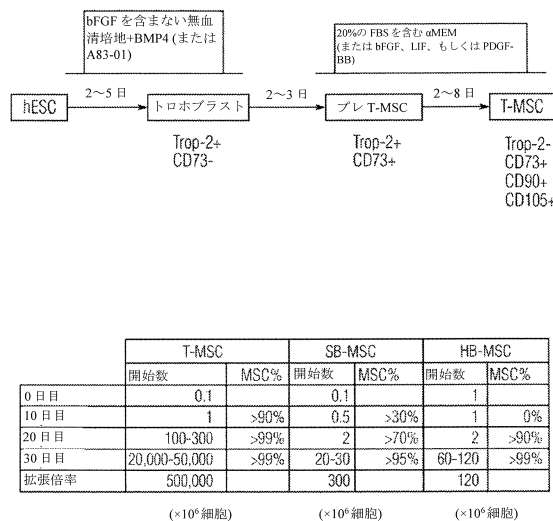 bFGF を含まない無血
清培地+BMP4 (または
A83-01)
20%の FBS を含む αMEM
(または bFGF、LIF、もしくは PDGF-
BB)
hESC 2〜5 日 トロホブラスト 2〜3 日 プレ T-MSC 2〜8 日 T-MSC
Trop-2+ Trop-2+ Trop-2-
CD73- CD73+ CD73+
CD90+
CD105+
T-MSC SB-MSC HB-MSC
開始数 MSC% 開始数 MSC% 開始数 MSC%
0 日目 0.1 0.1 1
10 日目 1 >90% 0.5 >30% 1 0%
20 日目 100-300 >99% 2 >70% 2 >90%
30 日目 20,000-50,000 >99% 20-30 >95% 60-120 >99%
拡張倍率 500,000 300 120
(×10⁶ 細胞) (×10⁶ 細胞) (×10⁶ 細胞)